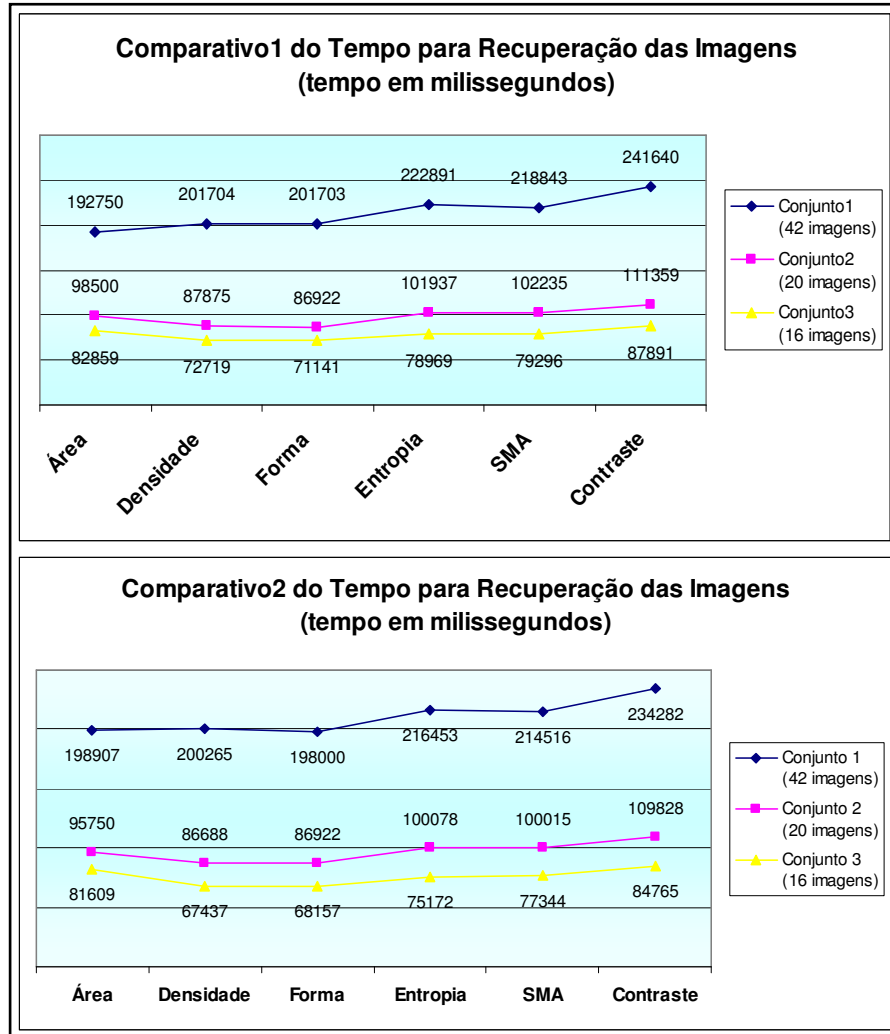 Comparativo1 do Tempo para Recuperação das Imagens
(tempo em milissegundos)
192750
201704
201703
222891
218843
241640
98500
87875
86922
101937
102235
111359
82859
72719
71141
78969
79296
87891
Área
Densidade
Forma
Entropia
SMA
Contraste
Conjunto1
(42 imagens)
Conjunto2
(20 imagens)
Conjunto3
(16 imagens)
Comparativo2 do Tempo para Recuperação das Imagens
(tempo em milissegundos)
198907
200265
198000
216453
214516
234282
95750
86688
86922
100078
100015
109828
81609
67437
68157
75172
77344
84765
Área
Densidade
Forma
Entropia
SMA
Contraste
Conjunto 1
(42 imagens)
Conjunto 2
(20 imagens)
Conjunto 3
(16 imagens)